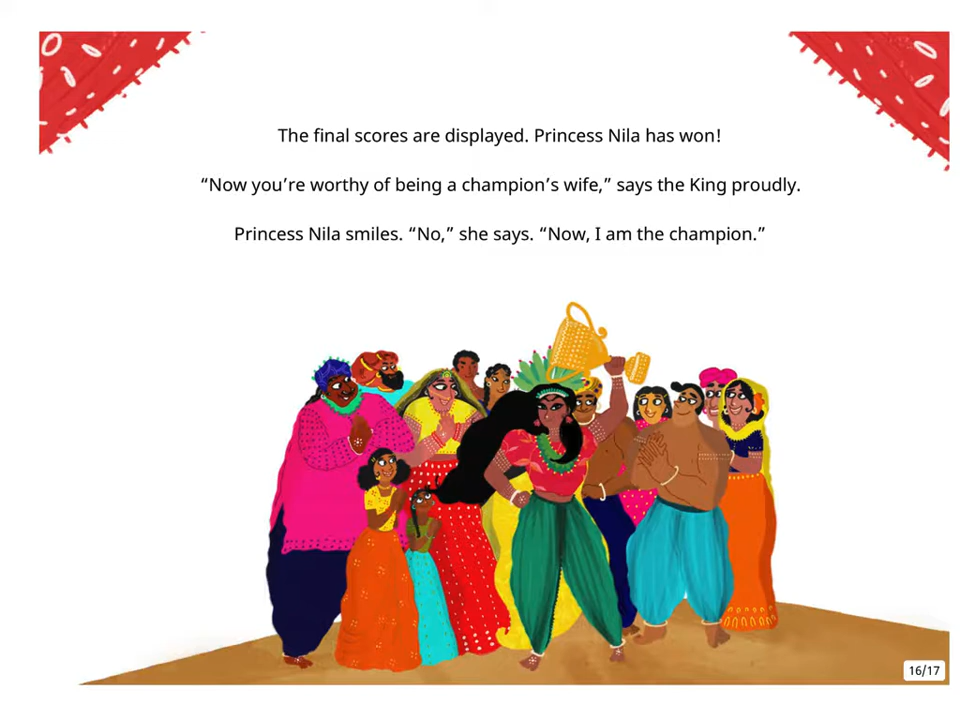 The final scores are displayed. Princess Nila has won!
“Now you’re worthy of being a champion’s wife,” says the King proudly.
Princess Nila smiles. “No,” she says. “Now, I am the champion.”
16/17